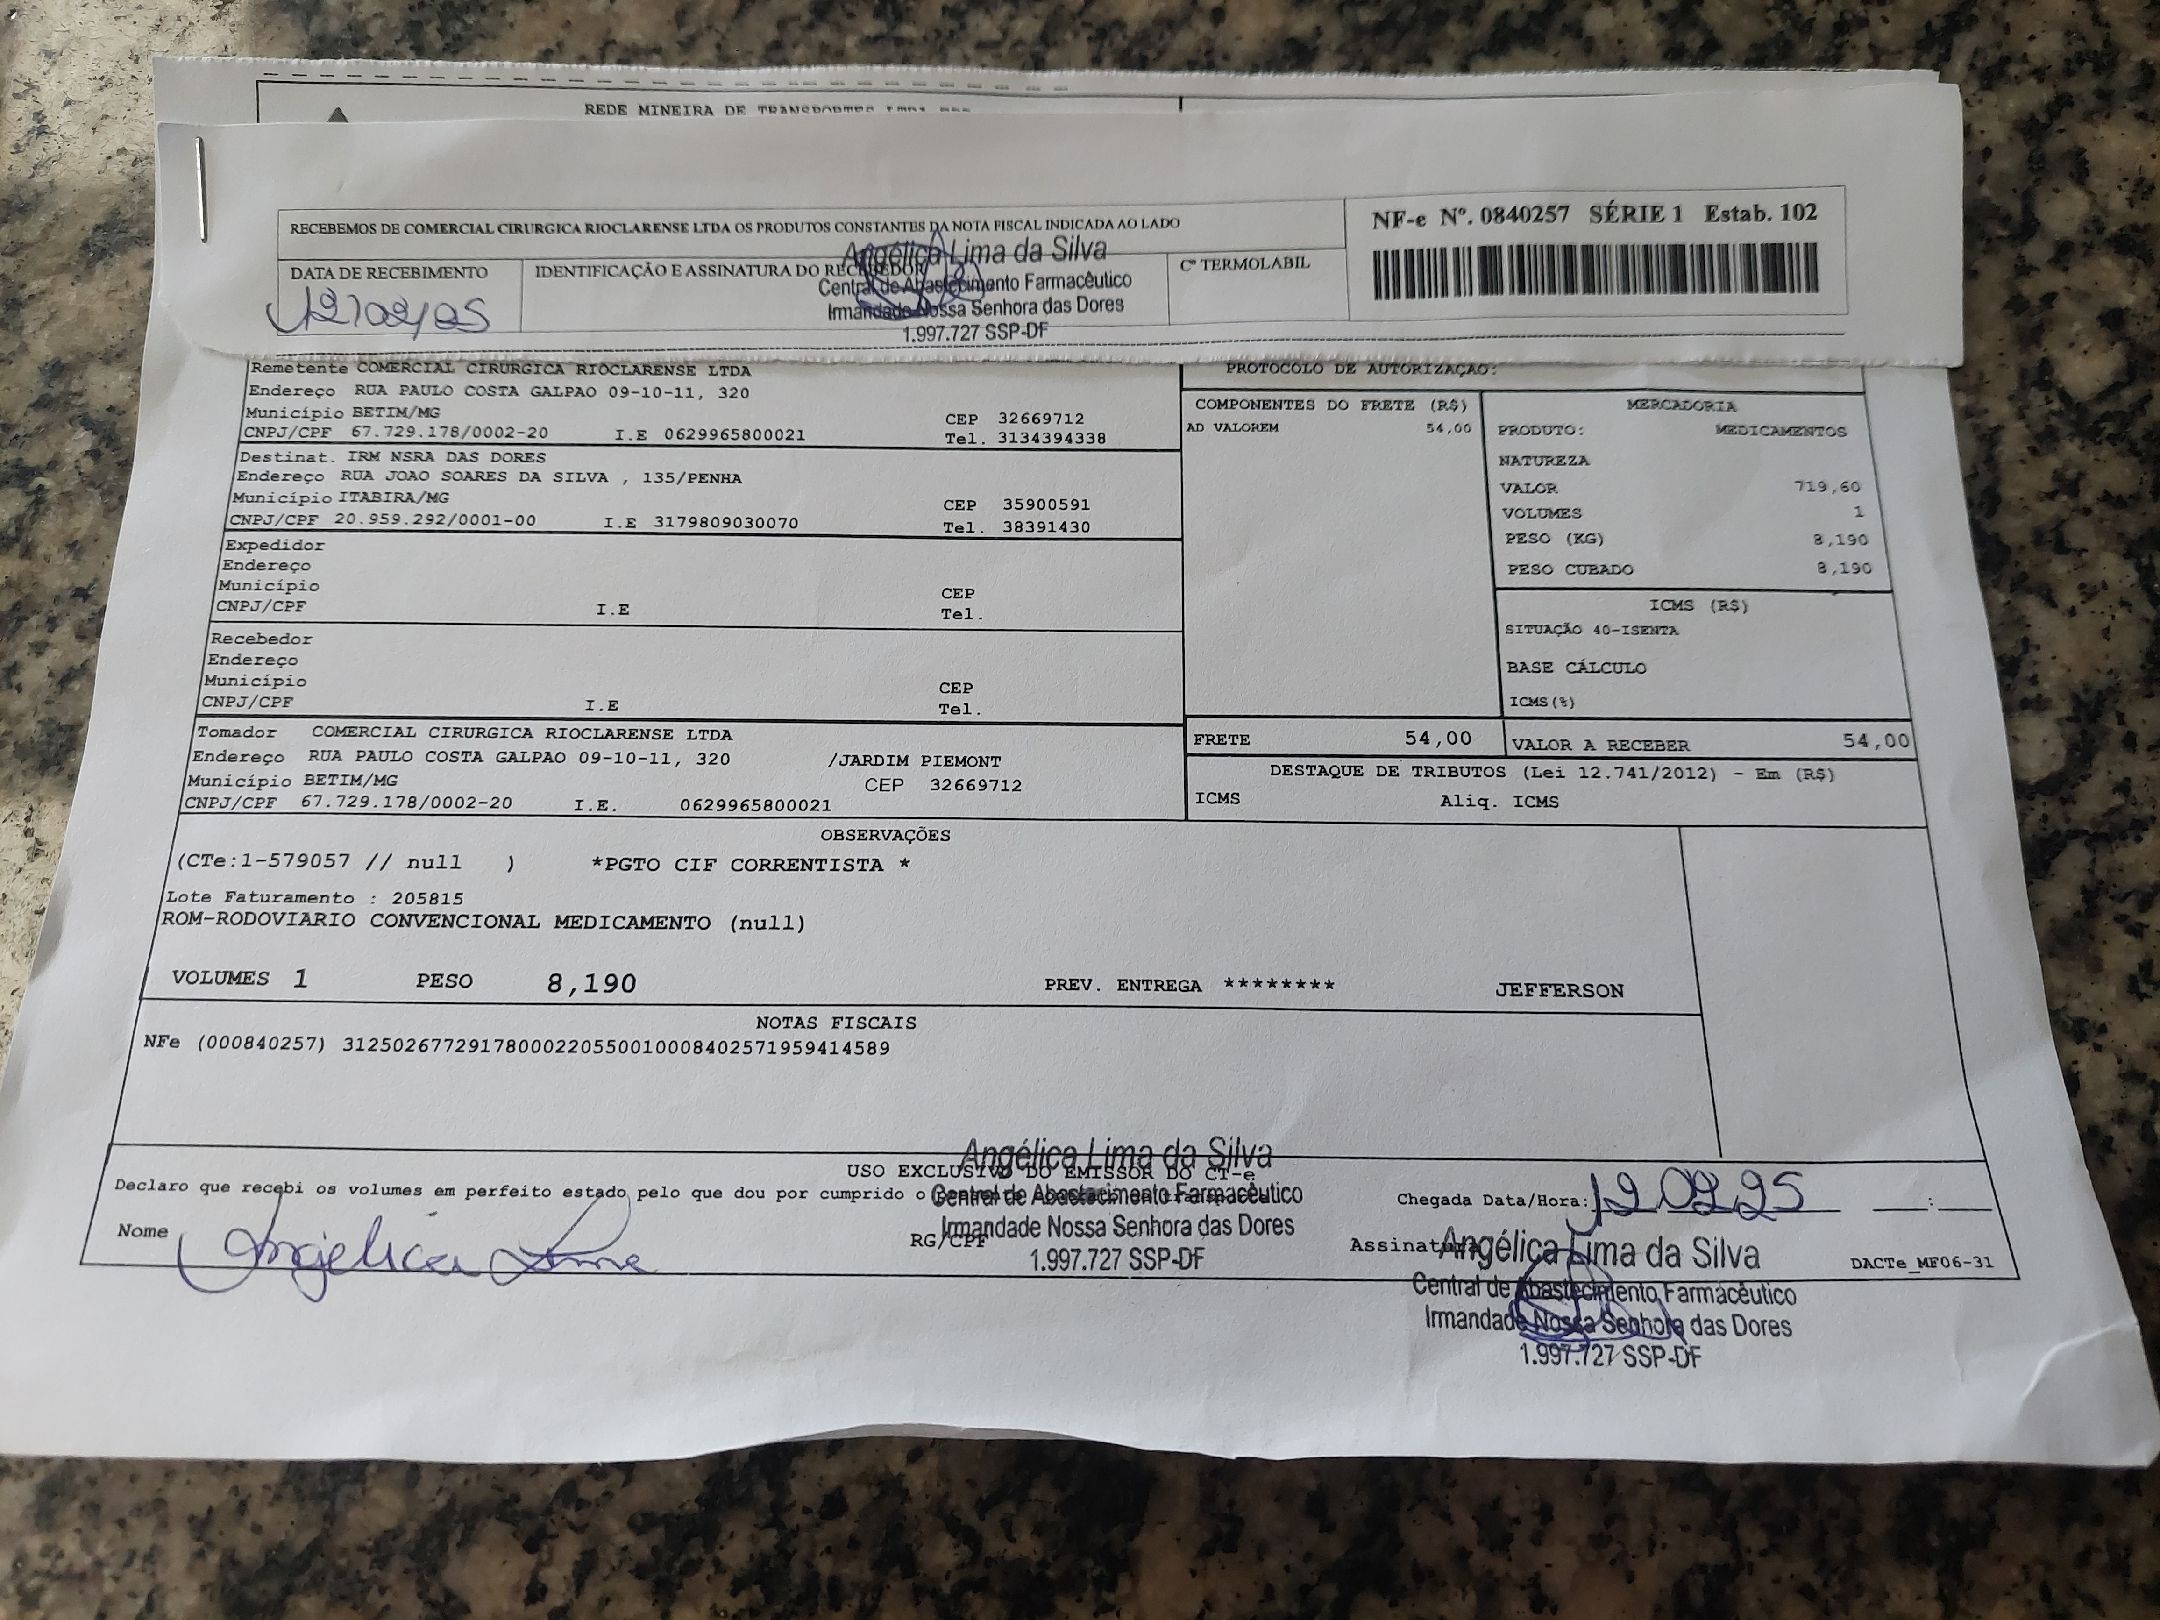 REDE MINEIRA DE TRANSPORTES LTDA
RECEBEMOS DE COMERCIAL CIRURGICA RIOCLARENSE LTDA OS PRODUTOS CONSTANTES DA NOTA FISCAL INDICADA AO LADO
NF-e Nº. 0840257 SÉRIE 1 Estab. 102
DATA DE RECEBIMENTO
12/02/25
IDENTIFICAÇÃO E ASSINATURA DO RECEBEDOR
Angélica Lima da Silva
Central de Abastecimento Farmacêutico
Irmandade Nossa Senhora das Dores
1.997.727 SSP-DF
Cº TERMOLABIL
Remetente COMERCIAL CIRURGICA RIOCLARENSE LTDA
Endereço RUA PAULO COSTA GALPAO 09-10-11, 320
Município BETIM/MG CEP 32669712
CNPJ/CPF 67.729.178/0002-20 I.E 0629965800021 Tel. 3134394338
Destinat. IRM NSRA DAS DORES
Endereço RUA JOAO SOARES DA SILVA , 135/PENHA
Município ITABIRA/MG CEP 35900591
CNPJ/CPF 20.959.292/0001-00 I.E 3179809030070 Tel. 38391430
Expedidor
Endereço
Município CEP
CNPJ/CPF I.E Tel.
Recebedor
Endereço
Município CEP
CNPJ/CPF I.E Tel.
Tomador COMERCIAL CIRURGICA RIOCLARENSE LTDA
Endereço RUA PAULO COSTA GALPAO 09-10-11, 320 /JARDIM PIEMONT
Município BETIM/MG CEP 32669712
CNPJ/CPF 67.729.178/0002-20 I.E. 0629965800021
PROTOCOLO DE AUTORIZAÇÃO:
COMPONENTES DO FRETE (R$)
AD VALOREM 54,00
MERCADORIA
PRODUTO: MEDICAMENTOS
NATUREZA
VALOR 719,60
VOLUMES 1
PESO (KG) 8,190
PESO CUBADO 8,190
ICMS (R$)
SITUAÇÃO 40-ISENTA
BASE CÁLCULO
ICMS(%)
FRETE 54,00 VALOR A RECEBER 54,00
DESTAQUE DE TRIBUTOS (Lei 12.741/2012) - Em (R$)
ICMS Aliq. ICMS
OBSERVAÇÕES
(CTe:1-579057 // null ) *PGTO CIF CORRENTISTA *
Lote Faturamento : 205815
ROM-RODOVIARIO CONVENCIONAL MEDICAMENTO (null)
VOLUMES 1 PESO 8,190 PREV. ENTREGA ******** JEFFERSON
NOTAS FISCAIS
NFe (000840257) 31250267729178000220550010008402571959414589
USO EXCLUSIVO DO EMISSOR DO CT-e
Declaro que recebi os volumes em perfeito estado pelo que dou por cumprido o
Chegada Data/Hora: 12 02 25 :
Nome Angelica Lima
RG/CPF
Angélica Lima da Silva
Central de Abastecimento Farmacêutico
Irmandade Nossa Senhora das Dores
1.997.727 SSP-DF
Assinatura
Angélica Lima da Silva
Central de Abastecimento Farmacêutico
Irmandade Nossa Senhora das Dores
1.997.727 SSP-DF
DACTe_MF06-31